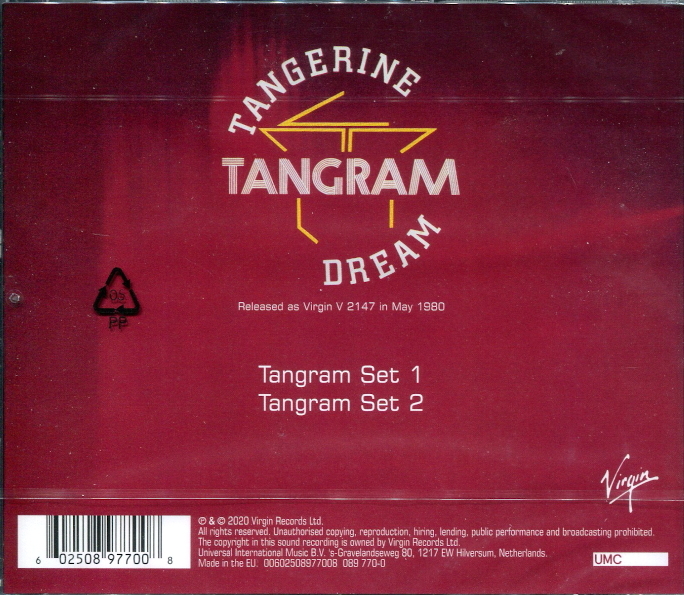 TANGERINE
TANGRAM
DREAM
Released as Virgin V 2147 in May 1980
05
PP
Tangram Set 1
Tangram Set 2
Virgin
℗ & © 2020 Virgin Records Ltd.
All rights reserved. Unauthorised copying, reproduction, hiring, lending, public performance and broadcasting prohibited.
The copyright in this sound recording is owned by Virgin Records Ltd.
Universal International Music B.V. 's-Gravelandseweg 80, 1217 EW Hilversum, Netherlands.
Made in the EU. 00602508977008 089 770-0
6 02508 97700 8
UMC